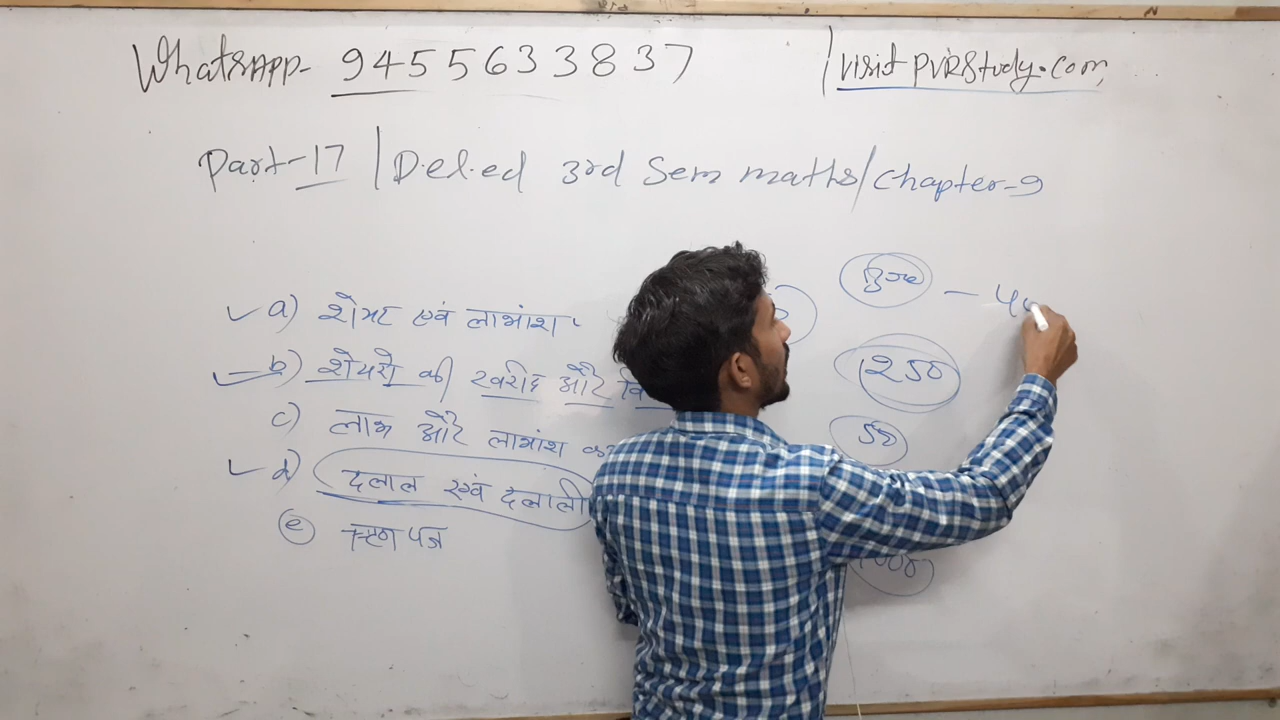 WhatsAPP- 9455633837 | visit PVRStudy.com
Part-17 | D.el.ed 3rd Sem maths/Chapter-9
a) शेयर एवं लाभांश
b) शेयरो की खरीद और वि
c) लाभ और लाभांश
d) दलाल एवं दलाली
e) ऋण पत्र
250
50